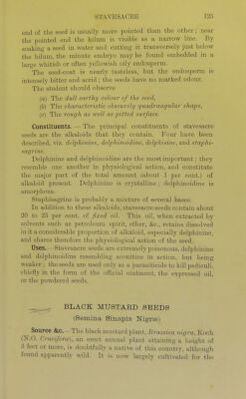 STAVESACRE 125
end of the seed is usually more pointed than the other; near
the pointed end the hilum is visible as a narrow line. By
soaking a seed in water and cutting it transversely just below
the hilum, the minute embryo may be found embedded in a
large whitish or often yellowish oily endosperm.
The seed-coat is nearly tasteless, but the endosperm is
intensely bitter and acrid; the seeds have no marked odour.
The student should observe
(a) The dull earthy colour of the seed,
(b) The characteristic obscurely quadrangular shape,
(c) The rough as well as pitted surface.
Constituents. — The principal constituents of stavesacre
seeds are the alkaloids that they contain. Four have been
described, viz. delphinine, delphinoidine, delphisine, and staphi-
sagrine.
Delphinine and delphinoidine are the most important; they
resemble one another in physiological action, and constitute
the major part of the total amount (about 1 per cent.) of
alkaloid present. Delphinine is crystalline; delphinoidine is
amorphous.
Staphisagrine is probably a mixture of several bases.
In addition to these alkaloids, stavesacre seeds contain about
30 to 35 per cent. of fixed oil. This oil, when extracted by
solvents such as petroleum spirit, ether, &c., retains dissolved
in it a considerable proportion of alkaloid, especially delphinine,
and shares therefore the physiological action of the seed.
Uses.—Stavesacre seeds are extremely poisonous, delphinine
and delphinoidine resembling aconitine in action, but being
weaker; the seeds are used only as a parasiticide to kill pediculi,
chiefly in the form of the official ointment, the expressed oil,
or the powdered seeds.
BLACK MUSTARD SEEDS
(Semina Sinapis Nigræ)
Source &c.—The black mustard plant, Brassica nigra, Koch
(N.O. Cruciferæ), an erect annual plant attaining a height of
3 feet or more, is doubtfully a native of this country, although
found apparently wild. It is now largely cultivated for the